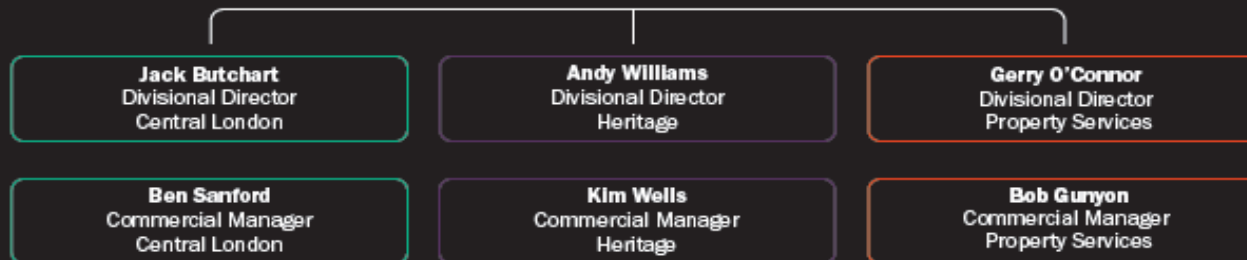 Jack Butchart
Divisional Director
Central London
Andy Williams
Divisional Director
Heritage
Gerry O'Connor
Divisional Director
Property Services
Ben Sanford
Commercial Manager
Central London
Kim Wells
Commercial Manager
Heritage
Bob Gunyon
Commercial Manager
Property Services